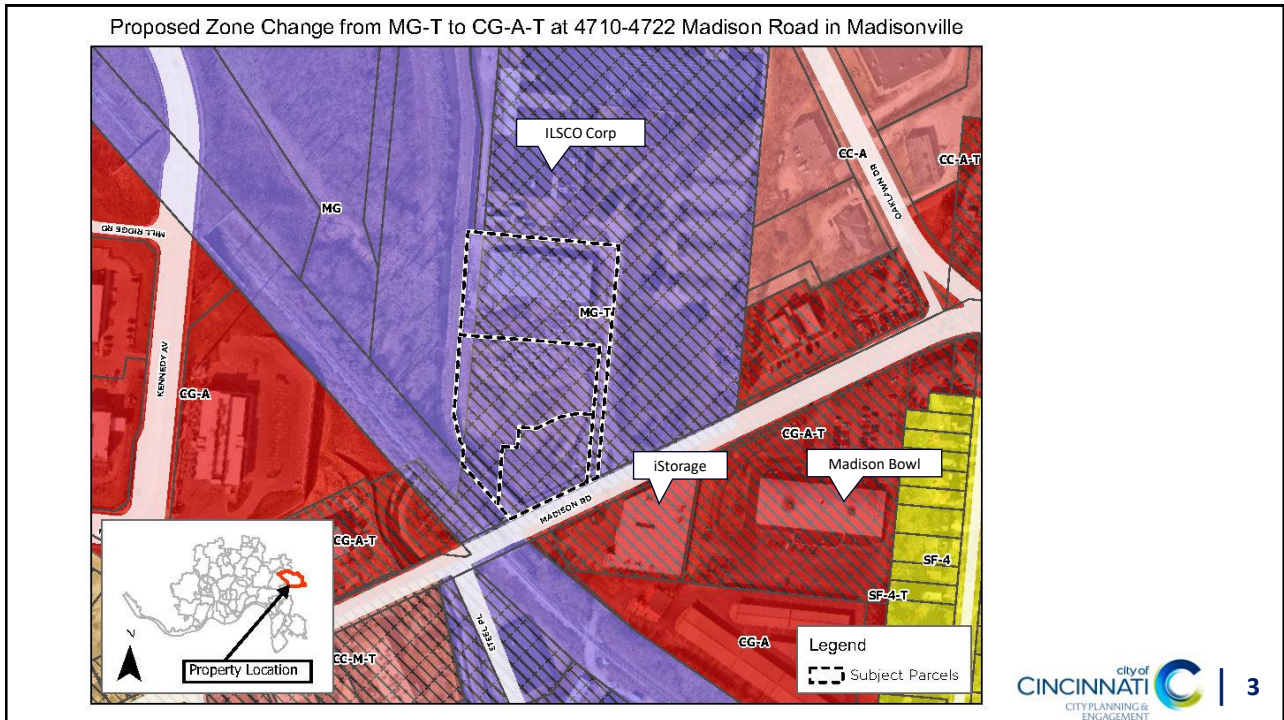 Proposed Zone Change from MG-T to CG-A-T at 4710-4722 Madison Road in Madisonville
ILSCO Corp
CC-A
CC-A-T
OAKLAWN DR
MG
MILL RIDGE RD
MG-T
KENNEDY AV
CG-A
CG-A-T
iStorage
Madison Bowl
MADISON RD
CG-A-T
SF-4
SF-4-T
STEEL PL
CG-A
CC-M-T
Property Location
Legend
Subject Parcels
city of
CINCINNATI
CITY PLANNING &
ENGAGEMENT
3